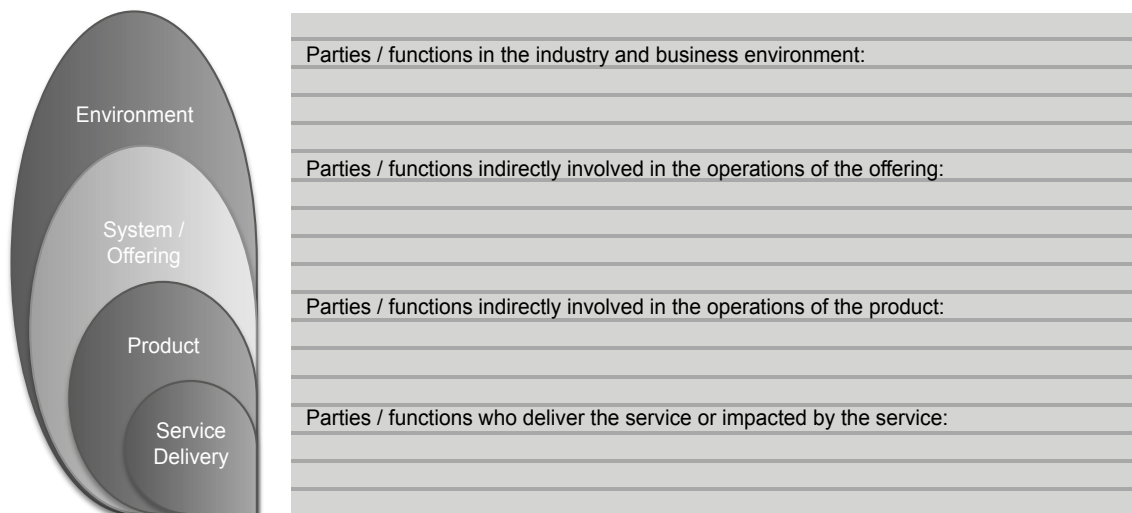 Environment
System /
Offering
Product
Service
Delivery
Parties / functions in the industry and business environment:
Parties / functions indirectly involved in the operations of the offering:
Parties / functions indirectly involved in the operations of the product:
Parties / functions who deliver the service or impacted by the service: